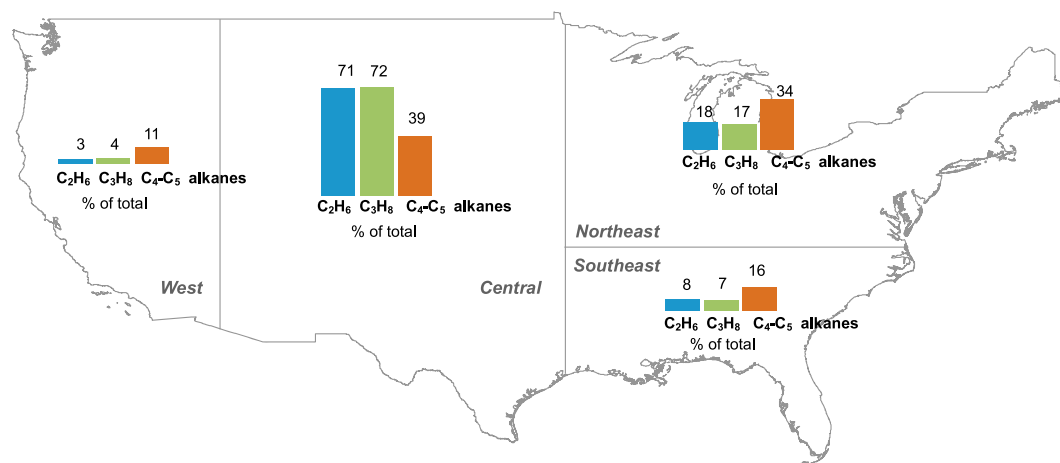 3 4 11
C₂H₆ C₃H₈ C₄-C₅ alkanes
% of total
West
71 72
39
C₂H₆ C₃H₈ C₄-C₅ alkanes
% of total
Central
18 17 34
C₂H₆ C₃H₈ C₄-C₅ alkanes
% of total
Northeast
Southeast
8 7 16
C₂H₆ C₃H₈ C₄-C₅ alkanes
% of total